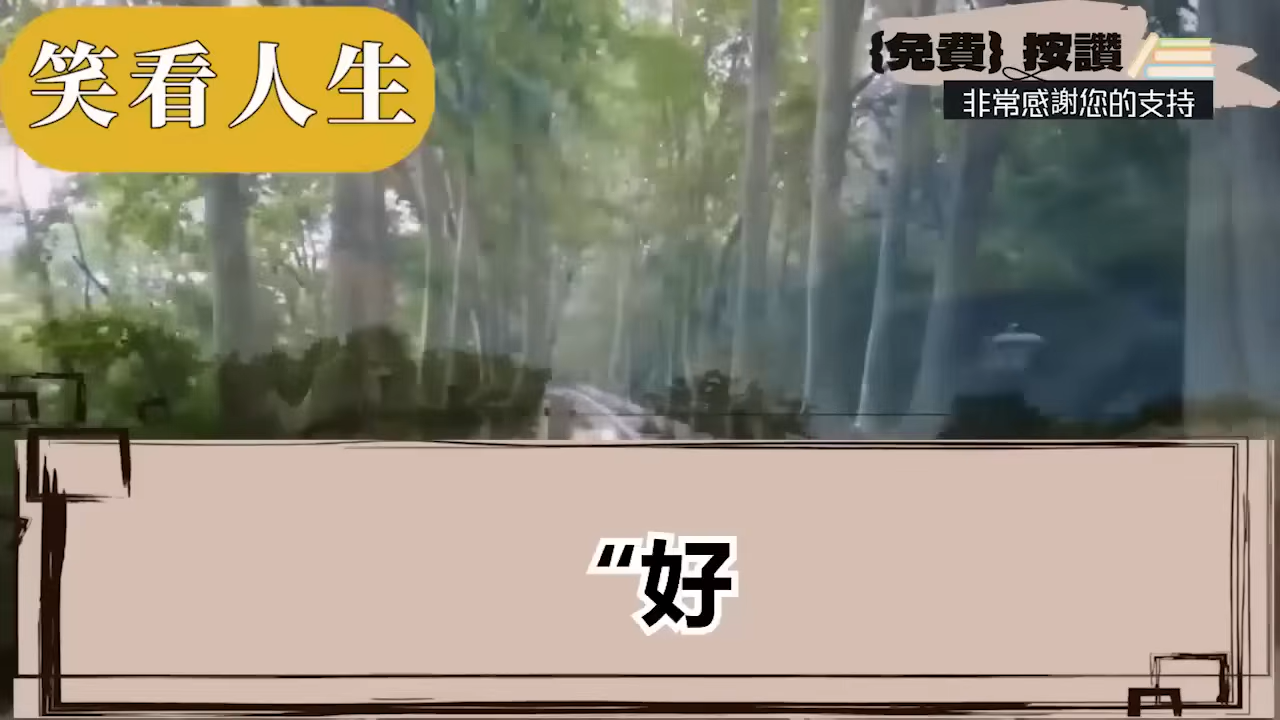 笑看人生
{免費} 按讚
非常感謝您的支持
“好